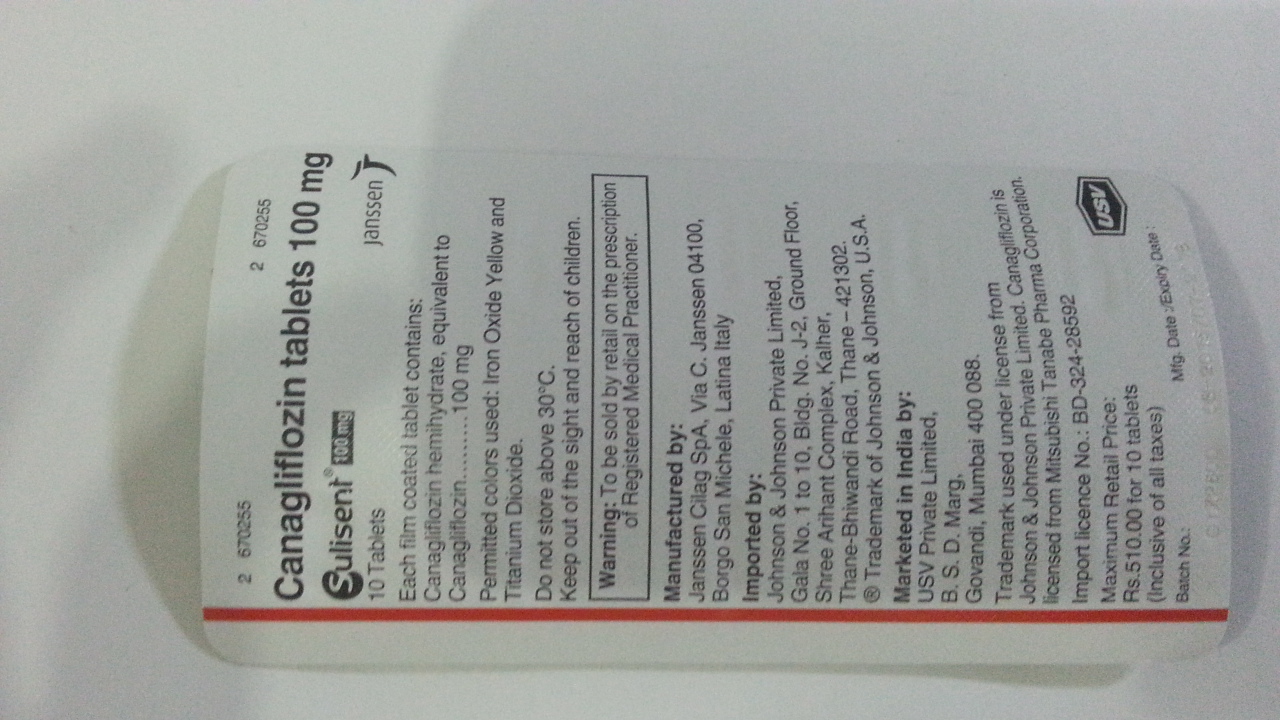 2 670255 2 670255
Canagliflozin tablets 100 mg
Sulisent® 100 mg
10 Tablets
Janssen
Each film coated tablet contains:
Canagliflozin hemihydrate, equivalent to
Canagliflozin.........100 mg
Permitted colors used: Iron Oxide Yellow and
Titanium Dioxide.
Do not store above 30°C.
Keep out of the sight and reach of children.
Warning: To be sold by retail on the prescription
of Registered Medical Practitioner.
Manufactured by:
Janssen Cilag SpA, Via C. Janssen 04100,
Borgo San Michele, Latina Italy
Imported by:
Johnson & Johnson Private Limited,
Gala No. 1 to 10, Bldg. No. J-2, Ground Floor,
Shree Arihant Complex, Kalher,
Thane-Bhiwandi Road, Thane – 421302.
® Trademark of Johnson & Johnson, U.S.A.
Marketed in India by:
USV Private Limited,
B. S. D. Marg,
Govandi, Mumbai 400 088.
Trademark used under license from
Johnson & Johnson Private Limited. Canagliflozin is
licensed from Mitsubishi Tanabe Pharma Corporation.
Import licence No.: BD-324-28592
USV
Maximum Retail Price:
Rs.510.00 for 10 tablets
(Inclusive of all taxes)
Batch No.: Mfg. Date :/Expiry Date :